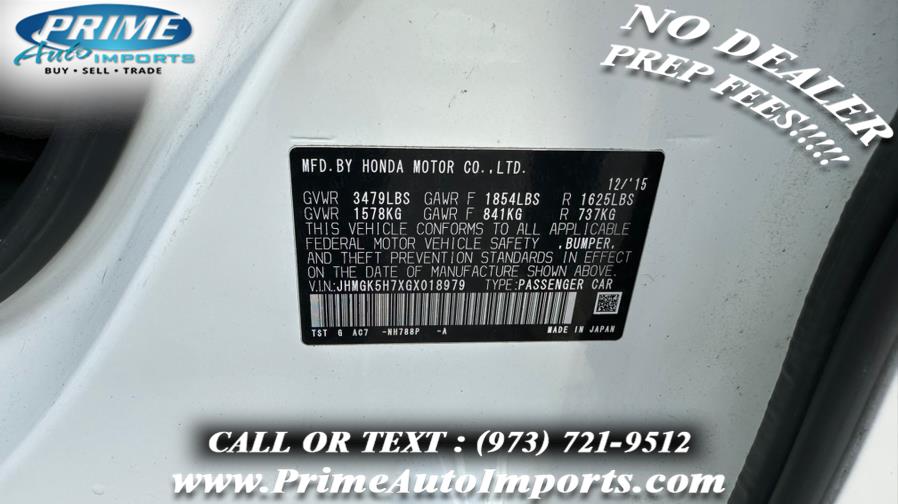 PRIME
Auto IMPORTS
BUY • SELL • TRADE
NO DEALER
PREP FEES!!!!!
MFD.BY HONDA MOTOR CO.,LTD.
12/'15
GVWR 3479LBS GAWR F 1854LBS R 1625LBS
GVWR 1578KG GAWR F 841KG R 737KG
THIS VEHICLE CONFORMS TO ALL APPLICABLE
FEDERAL MOTOR VEHICLE SAFETY ,BUMPER,
AND THEFT PREVENTION STANDARDS IN EFFECT
ON THE DATE OF MANUFACTURE SHOWN ABOVE.
V.I.N:JHMGK5H7XGX018979 TYPE:PASSENGER CAR
TST G AC7 -NH788P -A MADE IN JAPAN
CALL OR TEXT : (973) 721-9512
www.PrimeAutoImports.com